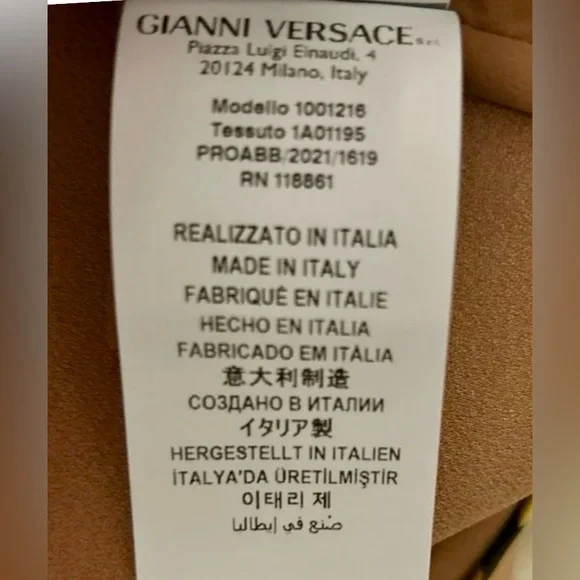 GIANNI VERSACE s.r.l.
Piazza Luigi Einaudi, 4
20124 Milano, Italy
Modello 1001216
Tessuto 1A01195
PROABB/2021/1619
RN 118861
REALIZZATO IN ITALIA
MADE IN ITALY
FABRIQUÉ EN ITALIE
HECHO EN ITALIA
FABRICADO EM ITÀLIA
意大利制造
СОЗДАНО В ИТАЛИИ
イタリア製
HERGESTELLT IN ITALIEN
İTALYA'DA ÜRETİLMİŞTİR
이태리 제
صنع في إيطاليا